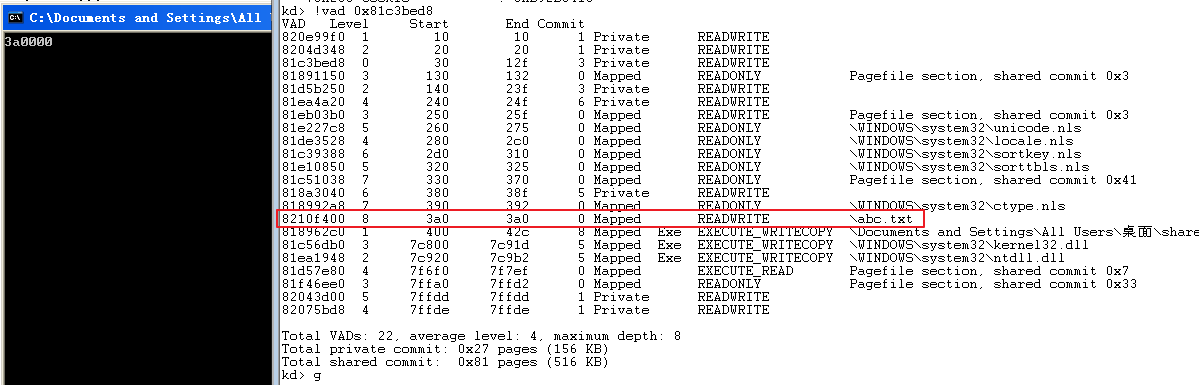 C:\Documents and Settings\All
3a0000
kd> !vad 0x81c3bed8
VAD Level Start End Commit
820e99f0 1 10 10 1 Private READWRITE
8204d348 2 20 20 1 Private READWRITE
81c3bed8 0 30 12f 3 Private READWRITE
81891150 3 130 132 0 Mapped READONLY Pagefile section, shared commit 0x3
81d5b250 2 140 23f 3 Private READWRITE
81ea4a20 4 240 24f 6 Private READWRITE
81eb03b0 3 250 25f 0 Mapped READWRITE Pagefile section, shared commit 0x3
81e227c8 5 260 275 0 Mapped READONLY \WINDOWS\system32\unicode.nls
81de3528 4 280 2c0 0 Mapped READONLY \WINDOWS\system32\locale.nls
81c39388 6 2d0 310 0 Mapped READONLY \WINDOWS\system32\sortkey.nls
81e10850 5 320 325 0 Mapped READONLY \WINDOWS\system32\sorttbls.nls
81c51038 7 330 370 0 Mapped READONLY Pagefile section, shared commit 0x41
818a3040 6 380 38f 5 Private READWRITE
818992a8 7 390 392 0 Mapped READONLY \WINDOWS\system32\ctype.nls
8210f400 8 3a0 3a0 0 Mapped READWRITE \abc.txt
818962c0 1 400 42c 8 Mapped Exe EXECUTE_WRITECOPY \Documents and Settings\All Users\桌面\share
81c56db0 3 7c800 7c91d 5 Mapped Exe EXECUTE_WRITECOPY \WINDOWS\system32\kernel32.dll
81ea1948 2 7c920 7c9b2 5 Mapped Exe EXECUTE_WRITECOPY \WINDOWS\system32\ntdll.dll
81d57e80 4 7f6f0 7f7ef 0 Mapped EXECUTE_READ Pagefile section, shared commit 0x7
81f46ee0 3 7ffa0 7ffd2 0 Mapped READONLY Pagefile section, shared commit 0x33
82043d00 5 7ffdd 7ffdd 1 Private READWRITE
82075bd8 4 7ffde 7ffde 1 Private READWRITE
Total VADs: 22, average level: 4, maximum depth: 8
Total private commit: 0x27 pages (156 KB)
Total shared commit: 0x81 pages (516 KB)
kd> g